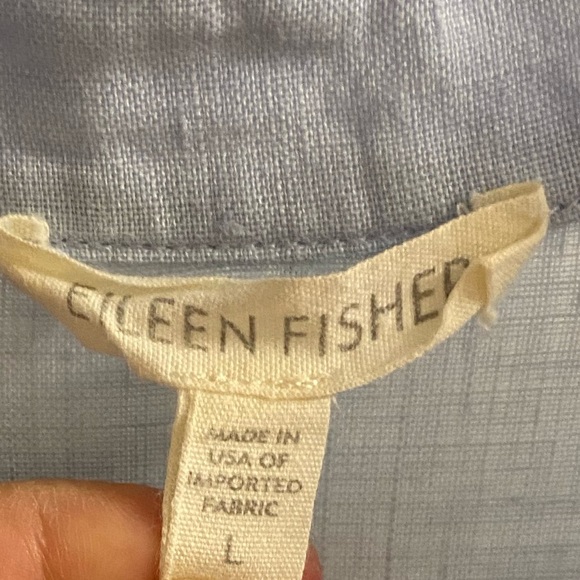 EILEEN FISHER
MADE IN
USA OF
IMPORTED
FABRIC
L